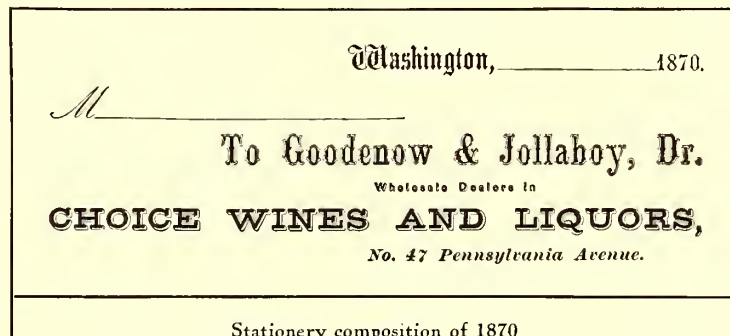 Washington, 1870.
M
To Goodenow & Jollaboy, Dr.
Wholesale Dealers in
CHOICE WINES AND LIQUORS,
No. 47 Pennsylvania Avenue.
Stationery composition of 1870